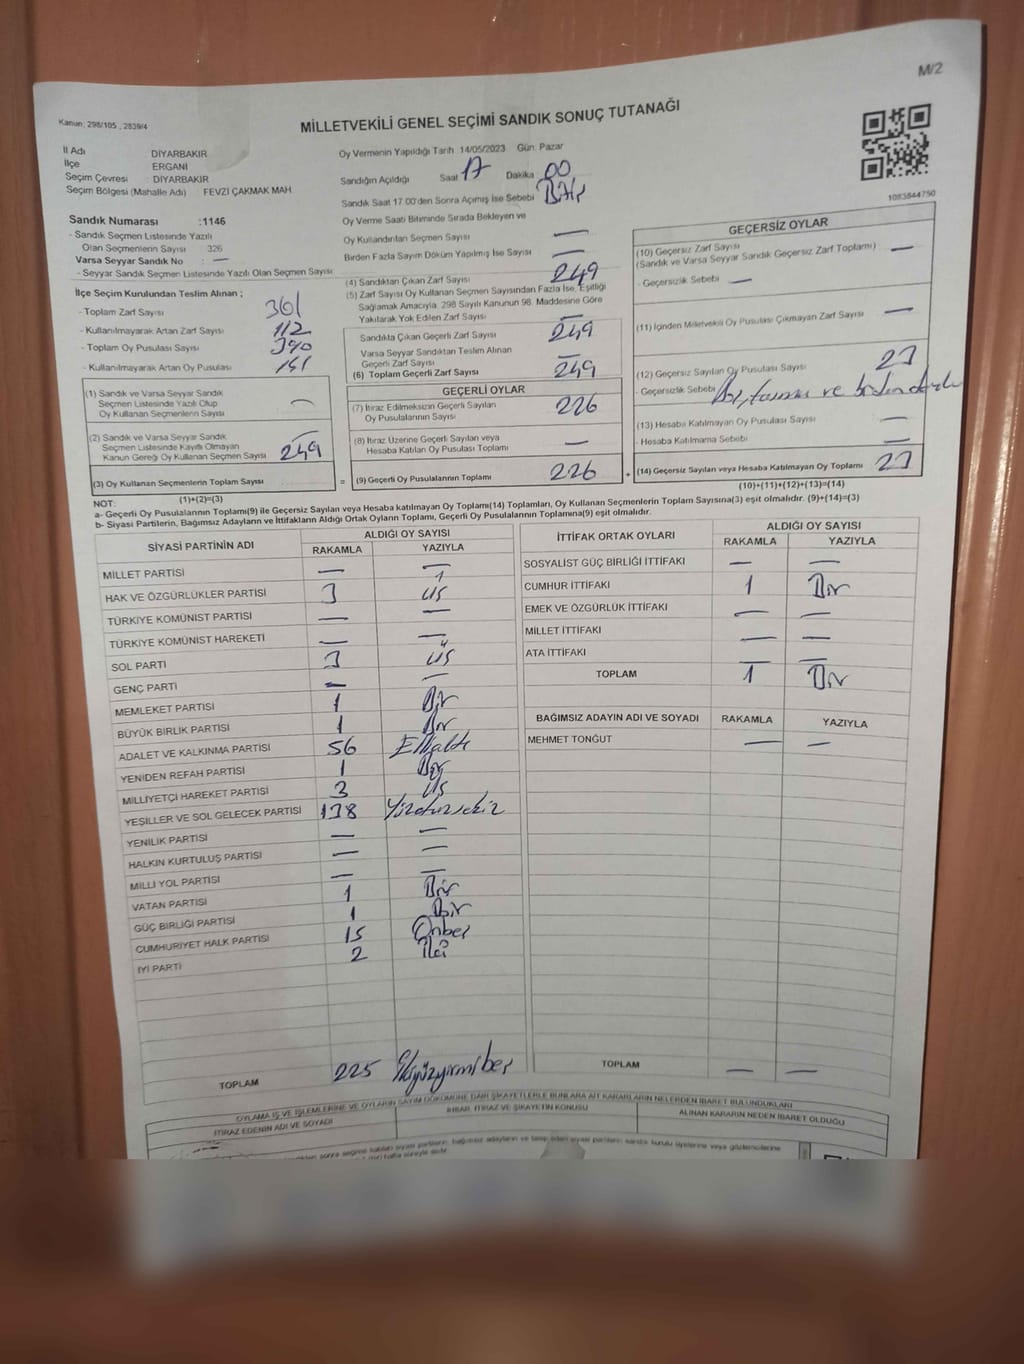 M/2
Kanun: 298/105 , 2839/4
MİLLETVEKİLİ GENEL SEÇİMİ SANDIK SONUÇ TUTANAĞI
İl Adı DİYARBAKIR
İlçe ERGANİ
Seçim Çevresi : DİYARBAKIR
Seçim Bölgesi (Mahalle Adı) FEVZİ ÇAKMAK MAH
Oy Vermenin Yapıldığı Tarih :14/05/2023 Gün: Pazar
Sandığın Açıldığı Saat 17 Dakika 00
Sandık Saat 17:00'den Sonra Açımış İse Sebebi
1083844750
Sandık Numarası :1146
- Sandık Seçmen Listesinde Yazılı
Olan Seçmenlerin Sayısı : 326
Varsa Seyyar Sandık No : —
- Seyyar Sandık Seçmen Listesinde Yazılı Olan Seçmen Sayısı
İlçe Seçim Kurulundan Teslim Alınan ;
- Toplam Zarf Sayısı 361
- Kullanılmayarak Artan Zarf Sayısı 112
- Toplam Oy Pusulası Sayısı 390
- Kullanılmayarak Artan Oy Pusulası
Oy Verme Saati Bitiminde Sırada Bekleyen ve
Oy Kullandırılan Seçmen Sayısı —
Birden Fazla Sayım Döküm Yapılmış İse Sayısı —
(4) Sandıktan Çıkan Zarf Sayısı 249
(5) Zarf Sayısı Oy Kullanan Seçmen Sayısından Fazla İse, Eşitliği
Sağlamak Amacıyla, 298 Sayılı Kanunun 98. Maddesine Göre
Yakılarak Yok Edilen Zarf Sayısı —
Sandıkta Çıkan Geçerli Zarf Sayısı 249
Varsa Seyyar Sandıktan Teslim Alınan
Geçerli Zarf Sayısı —
(6) Toplam Geçerli Zarf Sayısı 249
GEÇERSİZ OYLAR
(10) Geçersiz Zarf Sayısı
(Sandık ve Varsa Seyyar Sandık Geçersiz Zarf Toplamı) —
- Geçersizlik Sebebi —
(11) İçinden Milletvekili Oy Pusulası Çıkmayan Zarf Sayısı —
(12) Geçersiz Sayılan Oy Pusulası Sayısı 23
- Geçersizlik Sebebi
(13) Hesaba Katılmayan Oy Pusulası Sayısı —
- Hesaba Katılmama Sebebi —
(14) Geçersiz Sayılan veya Hesaba Katılmayan Oy Toplamı 23
(10)+(11)+(12)+(13)=(14)
(1) Sandık ve Varsa Seyyar Sandık
Seçmen Listesinde Yazılı Olup
Oy Kullanan Seçmenlerin Sayısı —
(2) Sandık ve Varsa Seyyar Sandık
Seçmen Listesinde Kayıtlı Olmayan
Kanun Gereği Oy Kullanan Seçmen Sayısı —
(3) Oy Kullanan Seçmenlerin Toplam Sayısı 249
(1)+(2)=(3)
GEÇERLİ OYLAR
(7) İtiraz Edilmeksizin Geçerli Sayılan
Oy Pusulalarının Sayısı 226
(8) İtiraz Üzerine Geçerli Sayılan veya
Hesaba Katılan Oy Pusulası Toplamı —
= (9) Geçerli Oy Pusulalarının Toplamı 226 +
NOT:
a- Geçerli Oy Pusulalarının Toplamı(9) ile Geçersiz Sayılan veya Hesaba katılmayan Oy Toplamı(14) Toplamları, Oy Kullanan Seçmenlerin Toplam Sayısına(3) eşit olmalıdır. (9)+(14)=(3)
b- Siyasi Partilerin, Bağımsız Adayların ve İttifakların Aldığı Ortak Oyların Toplamı, Geçerli Oy Pusulalarının Toplamına(9) eşit olmalıdır.
SİYASİ PARTİNİN ADI ALDIĞI OY SAYISI
RAKAMLA YAZIYLA
MİLLET PARTİSİ — —
HAK VE ÖZGÜRLÜKLER PARTİSİ 3 üç
TÜRKİYE KOMÜNİST PARTİSİ — —
TÜRKİYE KOMÜNİST HAREKETİ — —
SOL PARTİ 3 üç
GENÇ PARTİ — —
MEMLEKET PARTİSİ 1 Bir
BÜYÜK BİRLİK PARTİSİ 1 Bir
ADALET VE KALKINMA PARTİSİ 56 Ellialtı
YENİDEN REFAH PARTİSİ 1 Bir
MİLLİYETÇİ HAREKET PARTİSİ 3 üç
YEŞİLLER VE SOL GELECEK PARTİSİ 138 Yüzotuzsekiz
YENİLİK PARTİSİ — —
HALKIN KURTULUŞ PARTİSİ — —
MİLLİ YOL PARTİSİ — —
VATAN PARTİSİ 1 Bir
GÜÇ BİRLİĞİ PARTİSİ 1 Bir
CUMHURİYET HALK PARTİSİ 15 Onbeş
İYİ PARTİ 2 İki
TOPLAM 225 İkiyüzyirmibeş
İTTİFAK ORTAK OYLARI ALDIĞI OY SAYISI
RAKAMLA YAZIYLA
SOSYALİST GÜÇ BİRLİĞİ İTTİFAKI — —
CUMHUR İTTİFAKI 1 Bir
EMEK VE ÖZGÜRLÜK İTTİFAKI — —
MİLLET İTTİFAKI — —
ATA İTTİFAKI — —
TOPLAM 1 Bir
BAĞIMSIZ ADAYIN ADI VE SOYADI RAKAMLA YAZIYLA
MEHMET TONĞUT — —
TOPLAM — —
OYLAMA İŞ VE İŞLEMLERİNE VE OYLARIN SAYIM DÖKÜMÜNE DAİR ŞİKAYETLERLE BUNLARA AİT KARARLARIN NELERDEN İBARET BULUNDUKLARI
İTİRAZ EDENİN ADI VE SOYADI İHBAR, İTİRAZ VE ŞİKAYETİN KONUSU ALINAN KARARIN NEDEN İBARET OLDUĞU